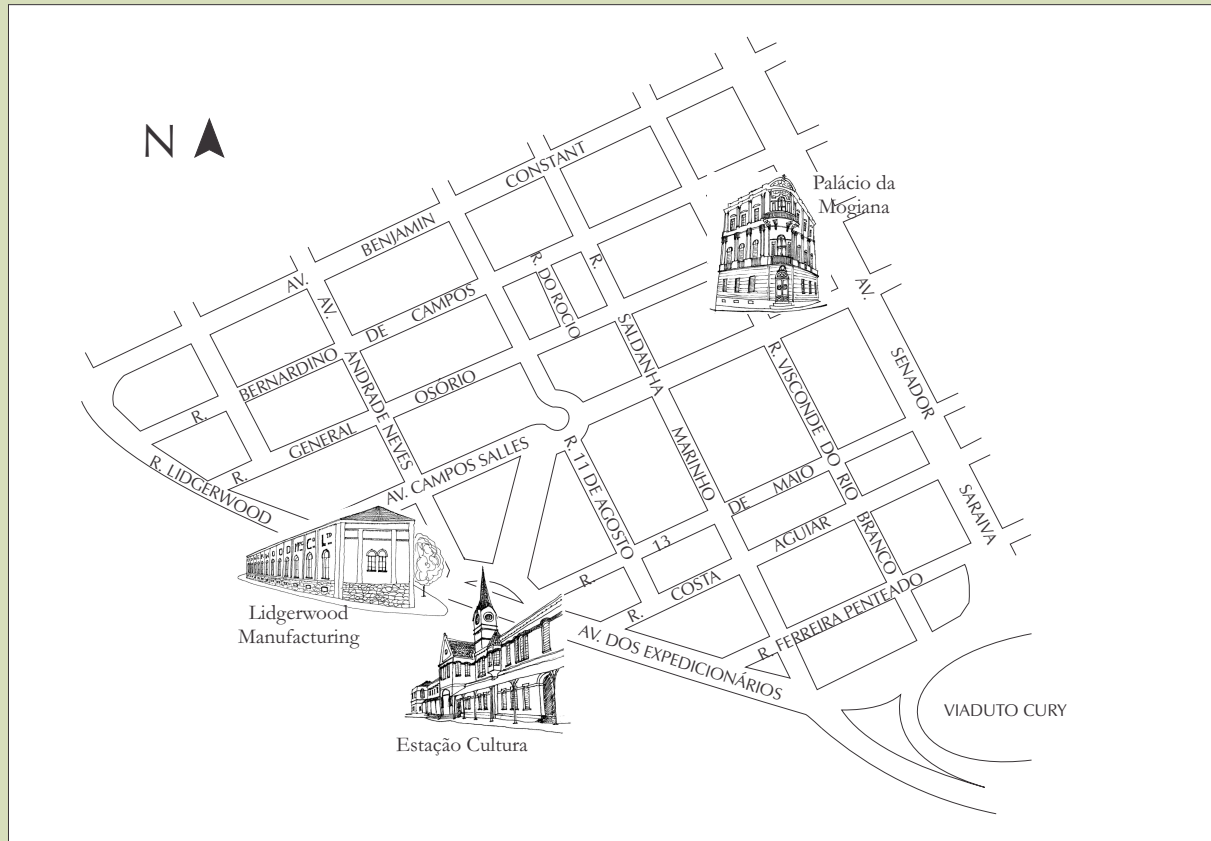 N
Palácio da
Mogiana
AV. BENJAMIN CONSTANT
AV. ANDRADE NEVES
R. BERNARDINO DE CAMPOS
R. GENERAL OSORIO
R. DO ROCIO
R. SALDANHA MARINHO
AV. SENADOR SARAIVA
R. VISCONDE DO RIO BRANCO
R. LIDGERWOOD
AV. CAMPOS SALLES
R. 11 DE AGOSTO
R. 13 DE MAIO
R. COSTA AGUIAR
R. FERREIRA PENTEADO
AV. DOS EXPEDICIONÁRIOS
VIADUTO CURY
Lidgerwood
Manufacturing
Estação Cultura